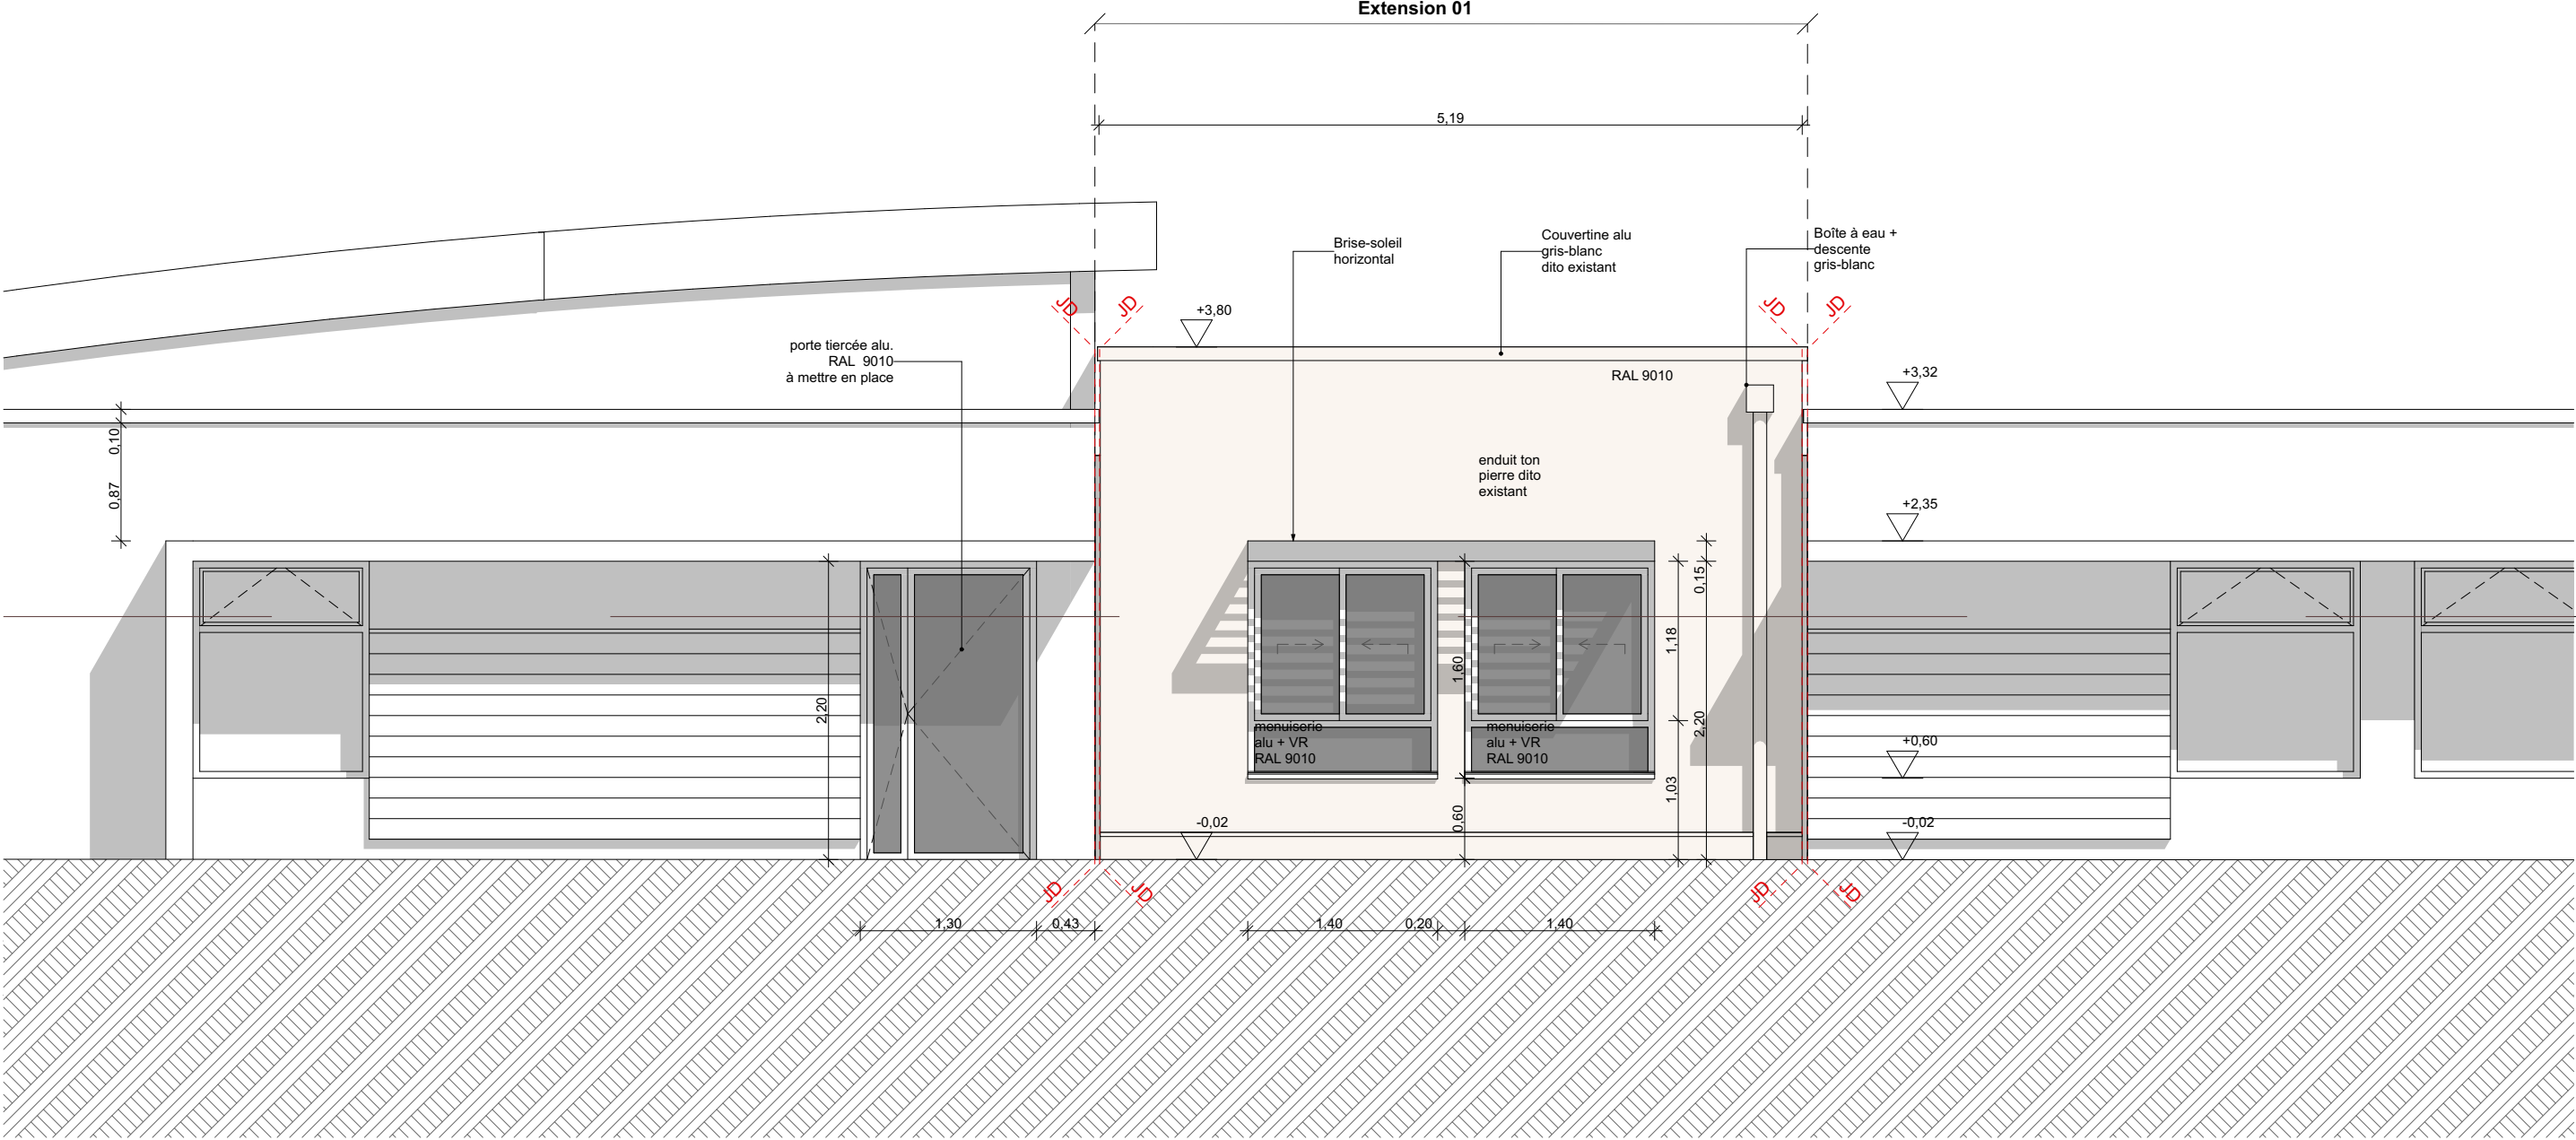 Extension 01
5,19
Brise-soleil
horizontal
Couvertine alu
gris-blanc
dito existant
Boîte à eau +
descente
gris-blanc
JD
JD
JD
JD
+3,80
porte tiercée alu.
RAL 9010
à mettre en place
RAL 9010
+3,32
0,10
0,87
enduit ton
pierre dito
existant
+2,35
0,15
1,18
1,60
2,20
2,20
menuiserie
alu + VR
RAL 9010
menuiserie
alu + VR
RAL 9010
+0,60
1,03
0,60
-0,02
-0,02
JD
JD
JD
JD
1,30
0,43
1,40
0,20
1,40